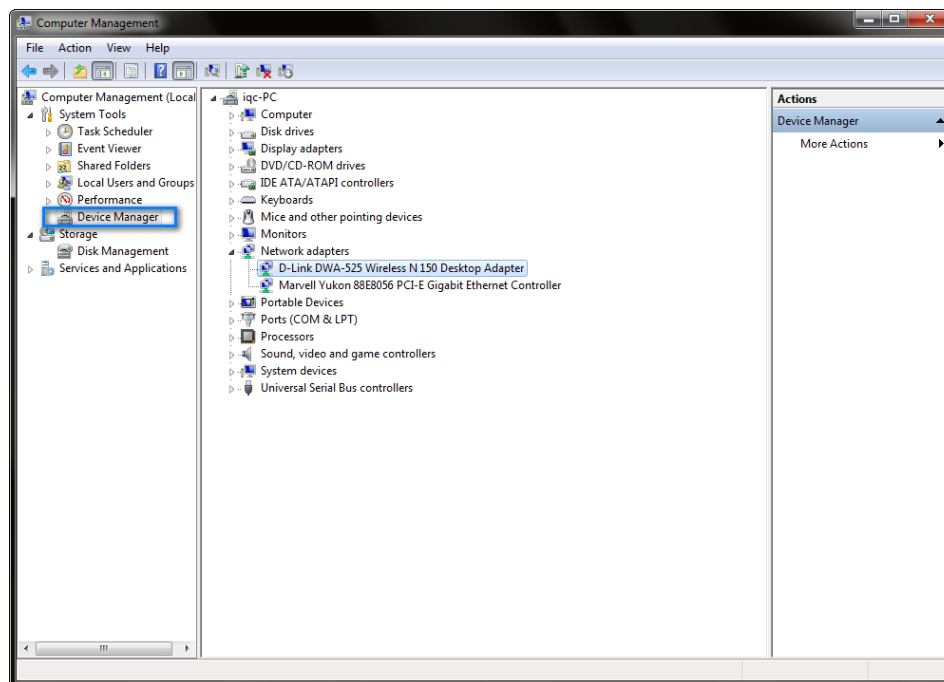 Computer Management
File Action View Help
Computer Management (Local
System Tools
Task Scheduler
Event Viewer
Shared Folders
Local Users and Groups
Performance
Device Manager
Storage
Disk Management
Services and Applications
iqc-PC
Computer
Disk drives
Display adapters
DVD/CD-ROM drives
IDE ATA/ATAPI controllers
Keyboards
Mice and other pointing devices
Monitors
Network adapters
D-Link DWA-525 Wireless N 150 Desktop Adapter
Marvell Yukon 88E8056 PCI-E Gigabit Ethernet Controller
Portable Devices
Ports (COM & LPT)
Processors
Sound, video and game controllers
System devices
Universal Serial Bus controllers
Actions
Device Manager
More Actions